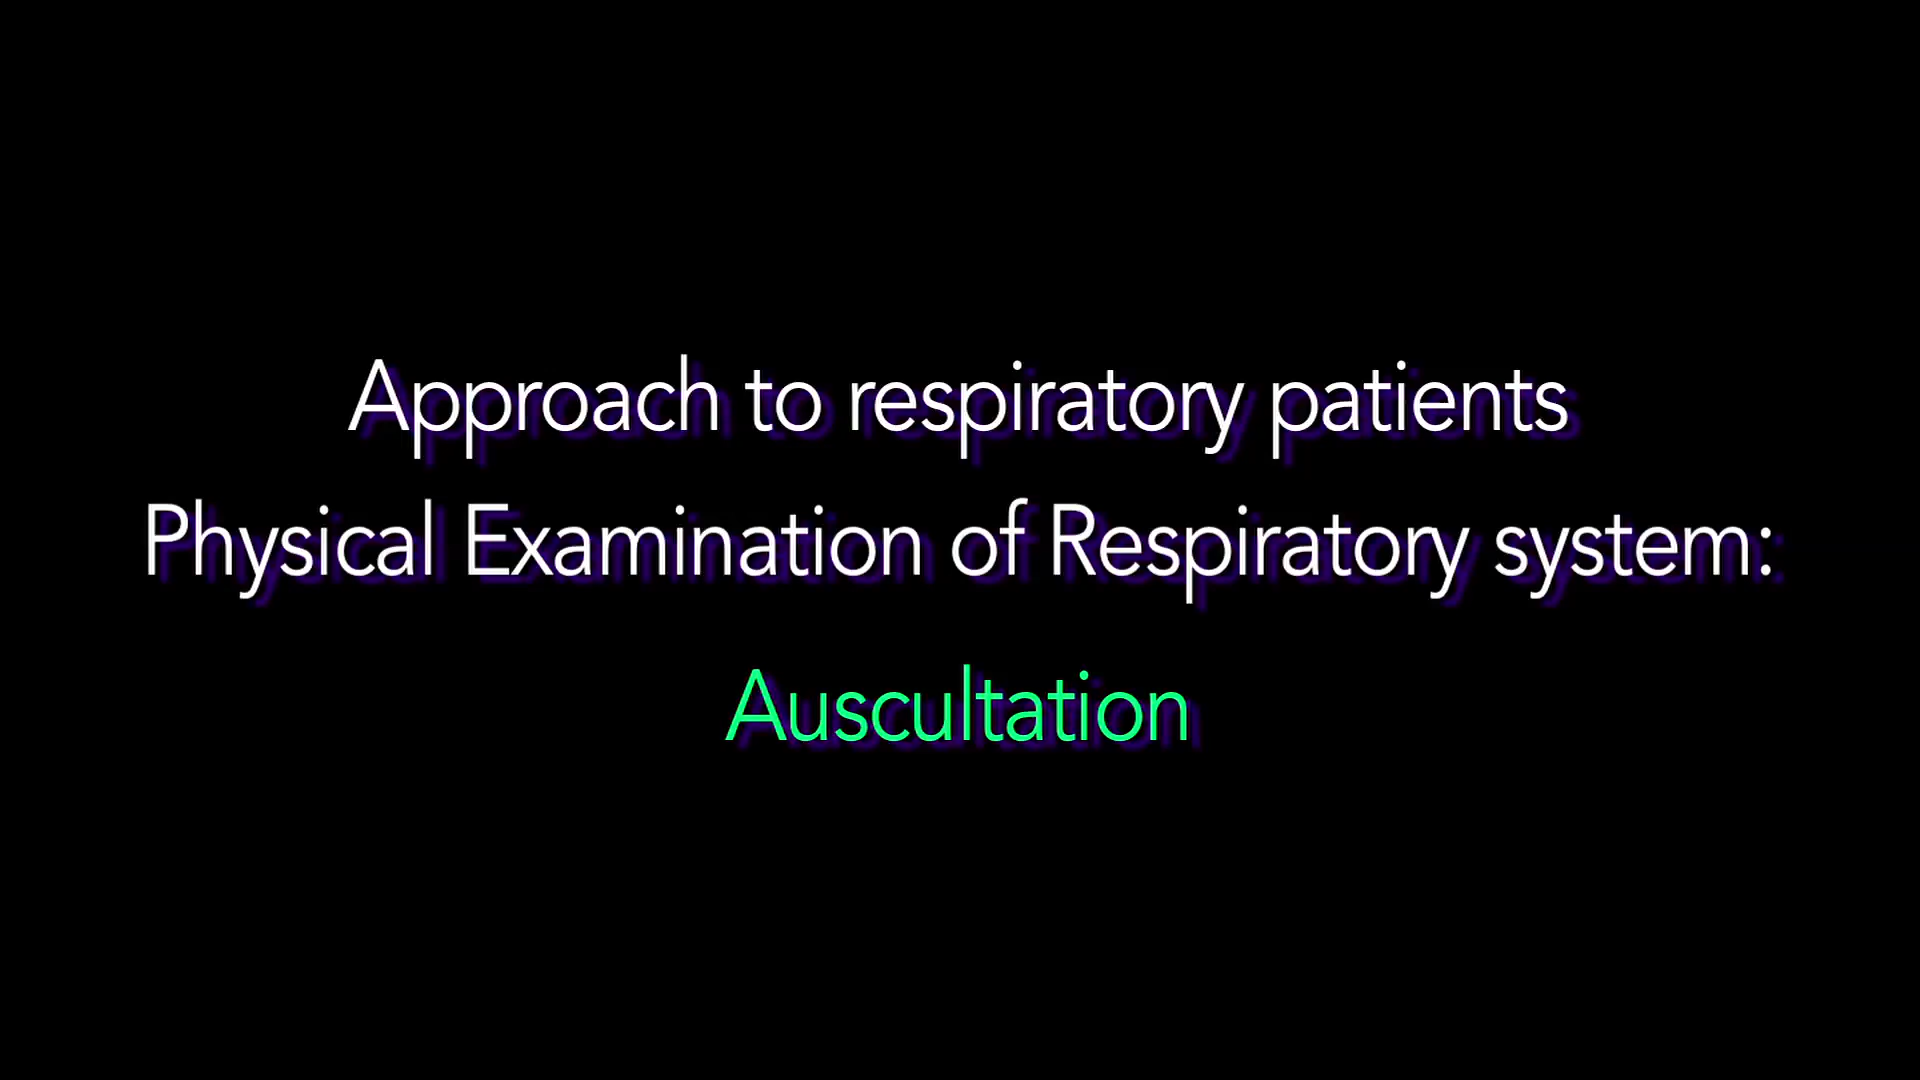 Approach to respiratory patients
Physical Examination of Respiratory system:
Auscultation